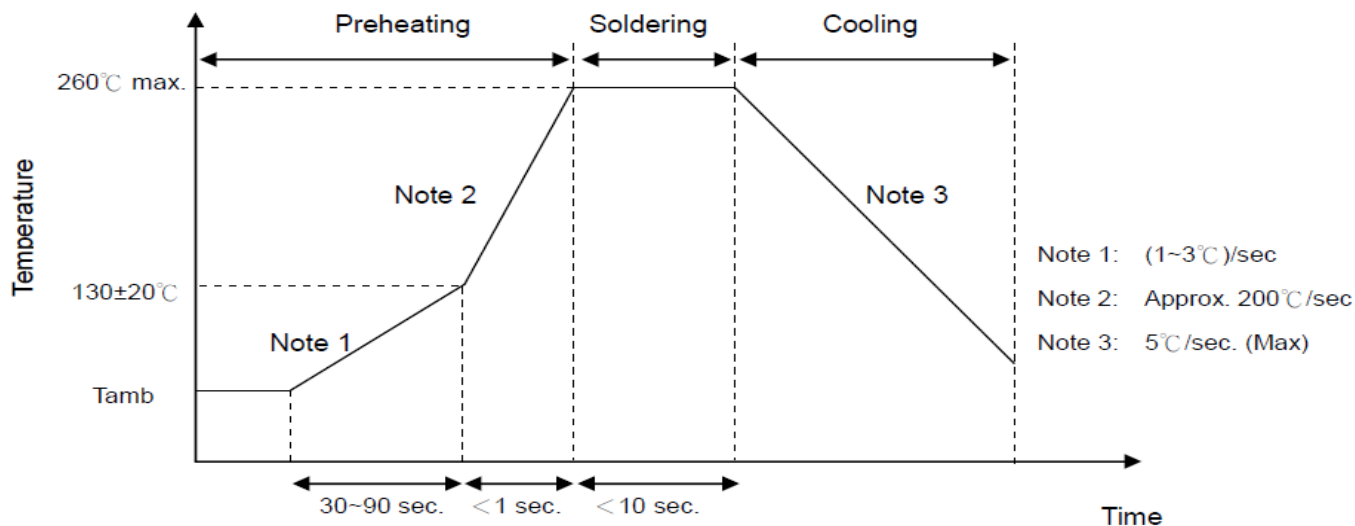 Preheating
Soldering
Cooling
260℃ max.
Note 2
Note 3
Temperature
Note 1: (1~3℃)/sec
130±20℃
Note 2: Approx. 200℃/sec
Note 1
Note 3: 5℃/sec. (Max)
Tamb
30~90 sec.
<1 sec.
<10 sec.
Time